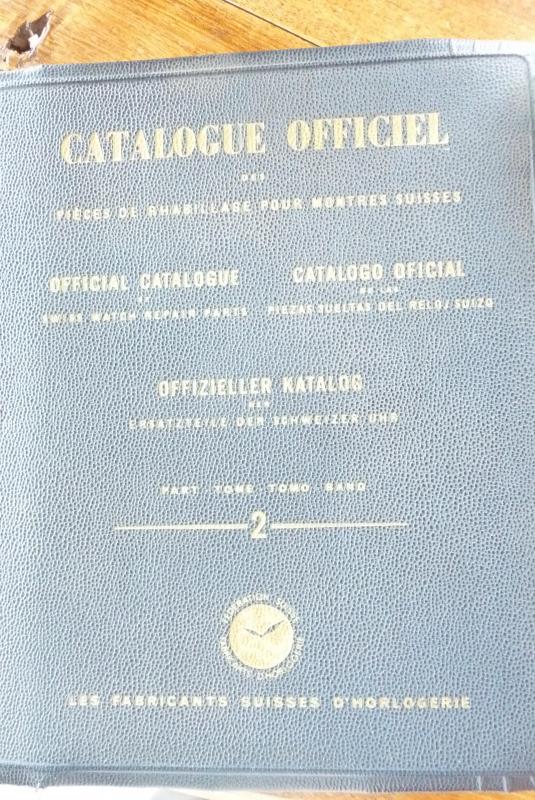 CATALOGUE OFFICIEL
DES
PIÈCES DE RHABILLAGE POUR MONTRES SUISSES
OFFICIAL CATALOGUE
OF
SWISS WATCH REPAIR PARTS
CATALOGO OFICIAL
DE LAS
PIEZAS SUELTAS DEL RELOJ SUIZO
OFFIZIELLER KATALOG
DER
ERSATZTEILE DER SCHWEIZER UHR
PART TOME TOMO BAND
2
LES FABRICANTS SUISSES D'HORLOGERIE